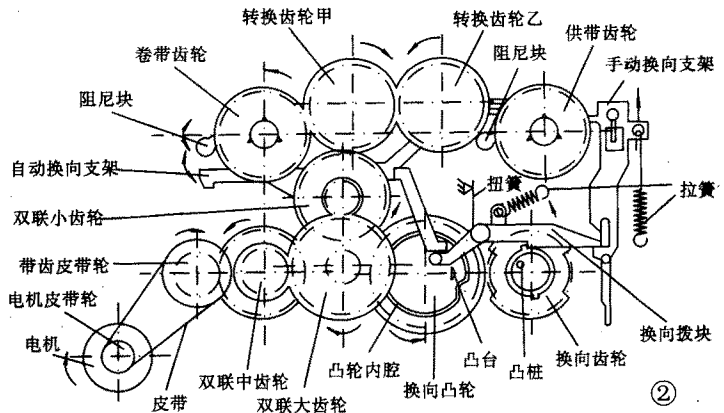 转换齿轮甲
转换齿轮乙
供带齿轮
卷带齿轮
阻尼块
手动换向支架
阻尼块
自动换向支架
扭簧
拉簧
双联小齿轮
带齿皮带轮
电机皮带轮
电机
皮带
双联中齿轮
双联大齿轮
凸轮内腔
换向凸轮
凸台
凸桩
换向齿轮
换向拨块
②